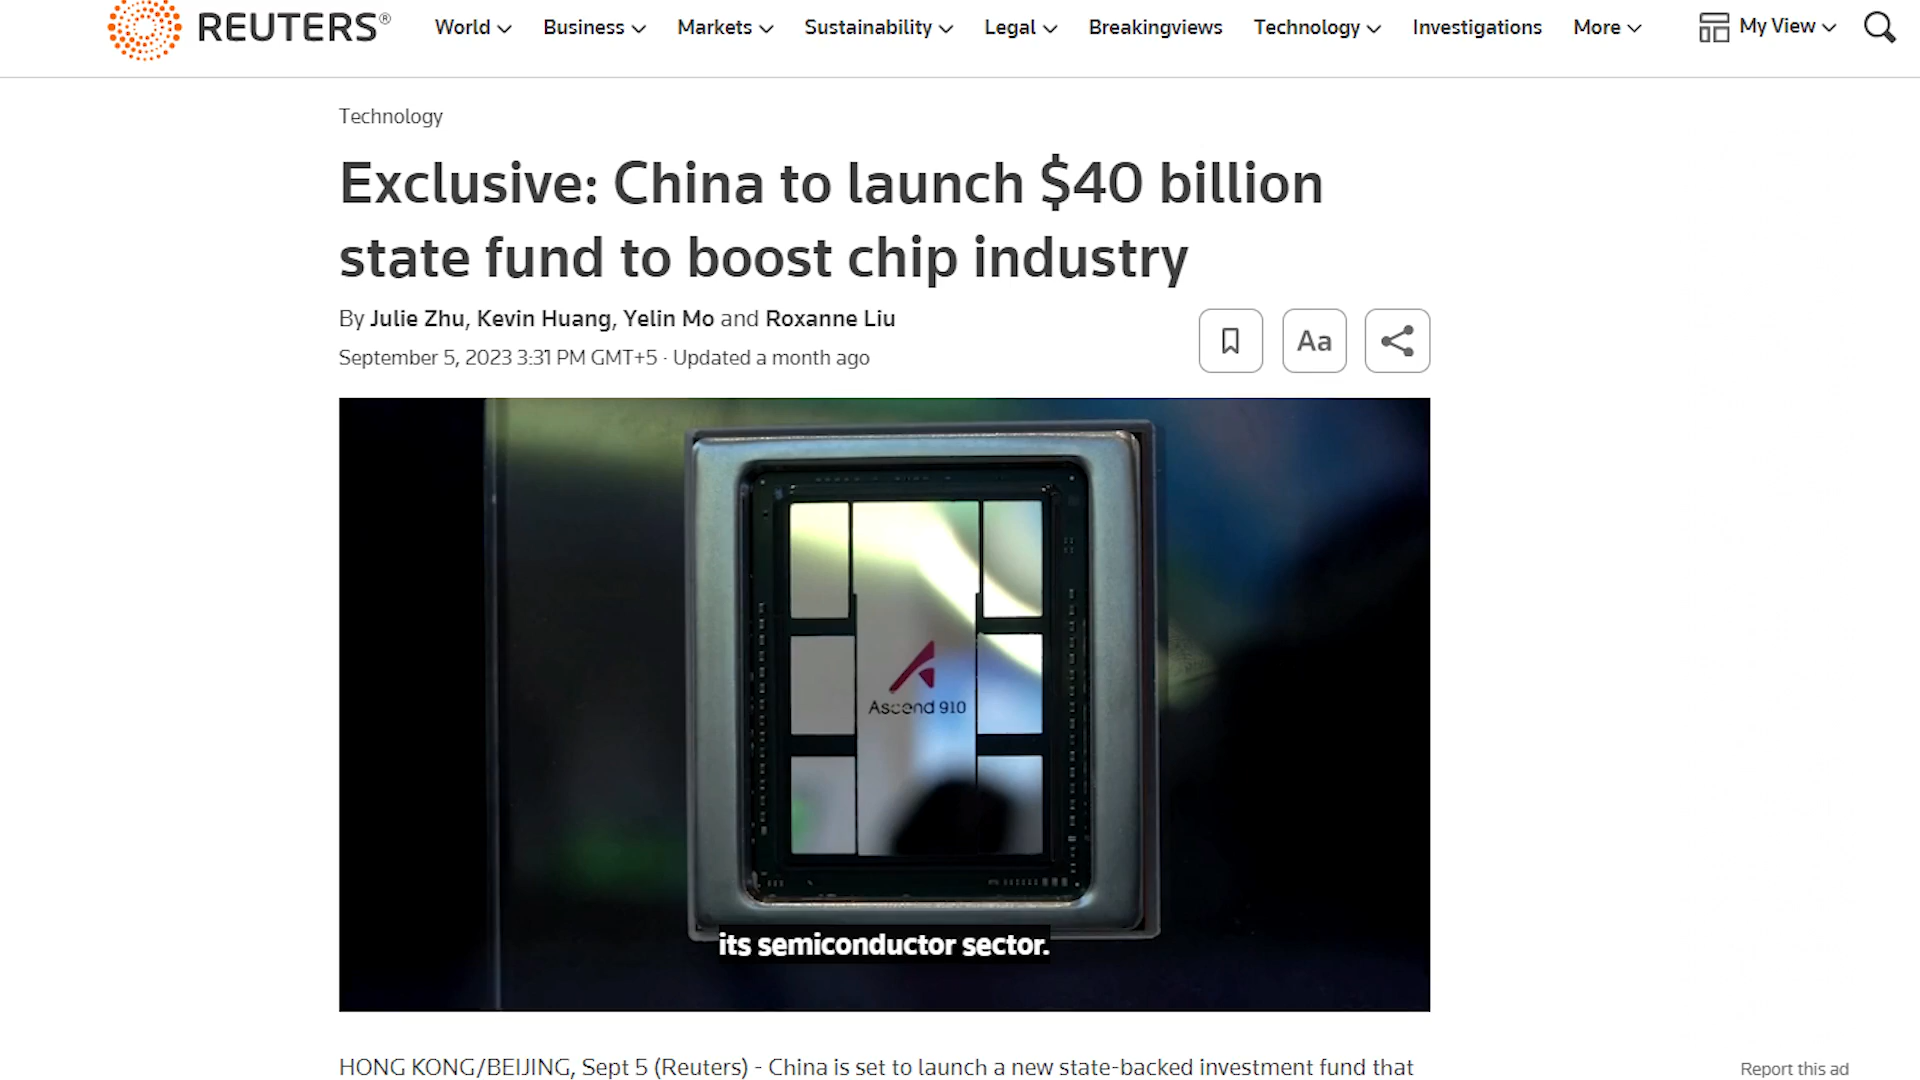 REUTERS®
World
Business
Markets
Sustainability
Legal
Breakingviews
Technology
Investigations
More
My View
Technology
Exclusive: China to launch $40 billion
state fund to boost chip industry
By Julie Zhu, Kevin Huang, Yelin Mo and Roxanne Liu
September 5, 2023 3:31 PM GMT+5 · Updated a month ago
Aa
Ascend 910
its semiconductor sector.
HONG KONG/BEIJING, Sept 5 (Reuters) - China is set to launch a new state-backed investment fund that
Report this ad